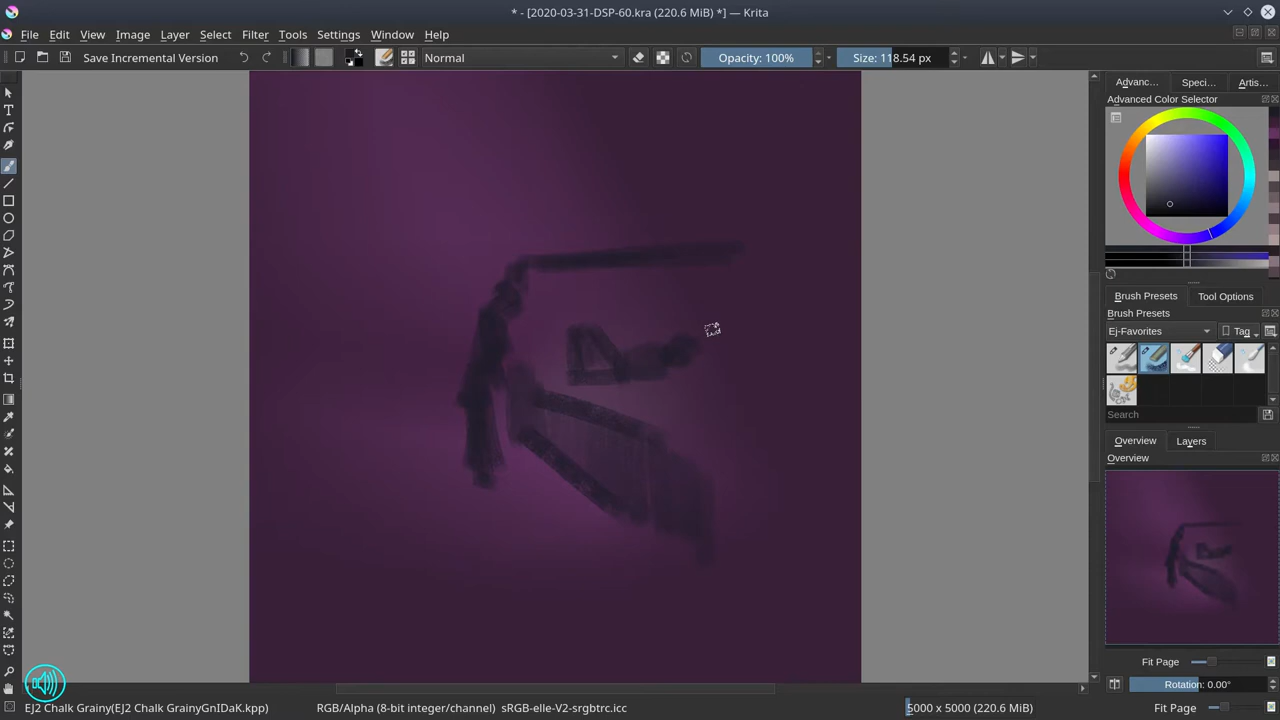 * - [2020-03-31-DSP-60.kra (220.6 MiB) *] — Krita
File Edit View Image Layer Select Filter Tools Settings Window Help
Save Incremental Version Normal Opacity: 100% Size: 118.54 px
Advanc... Speci... Artis...
Advanced Color Selector
Brush Presets Tool Options
Brush Presets
Ej-Favorites Tag
Search
Overview Layers
Overview
Fit Page
Rotation: 0.00°
EJ2 Chalk Grainy(EJ2 Chalk GrainyGnIDaK.kpp) RGB/Alpha (8-bit integer/channel) sRGB-elle-V2-srgbtrc.icc 5000 x 5000 (220.6 MiB) Fit Page